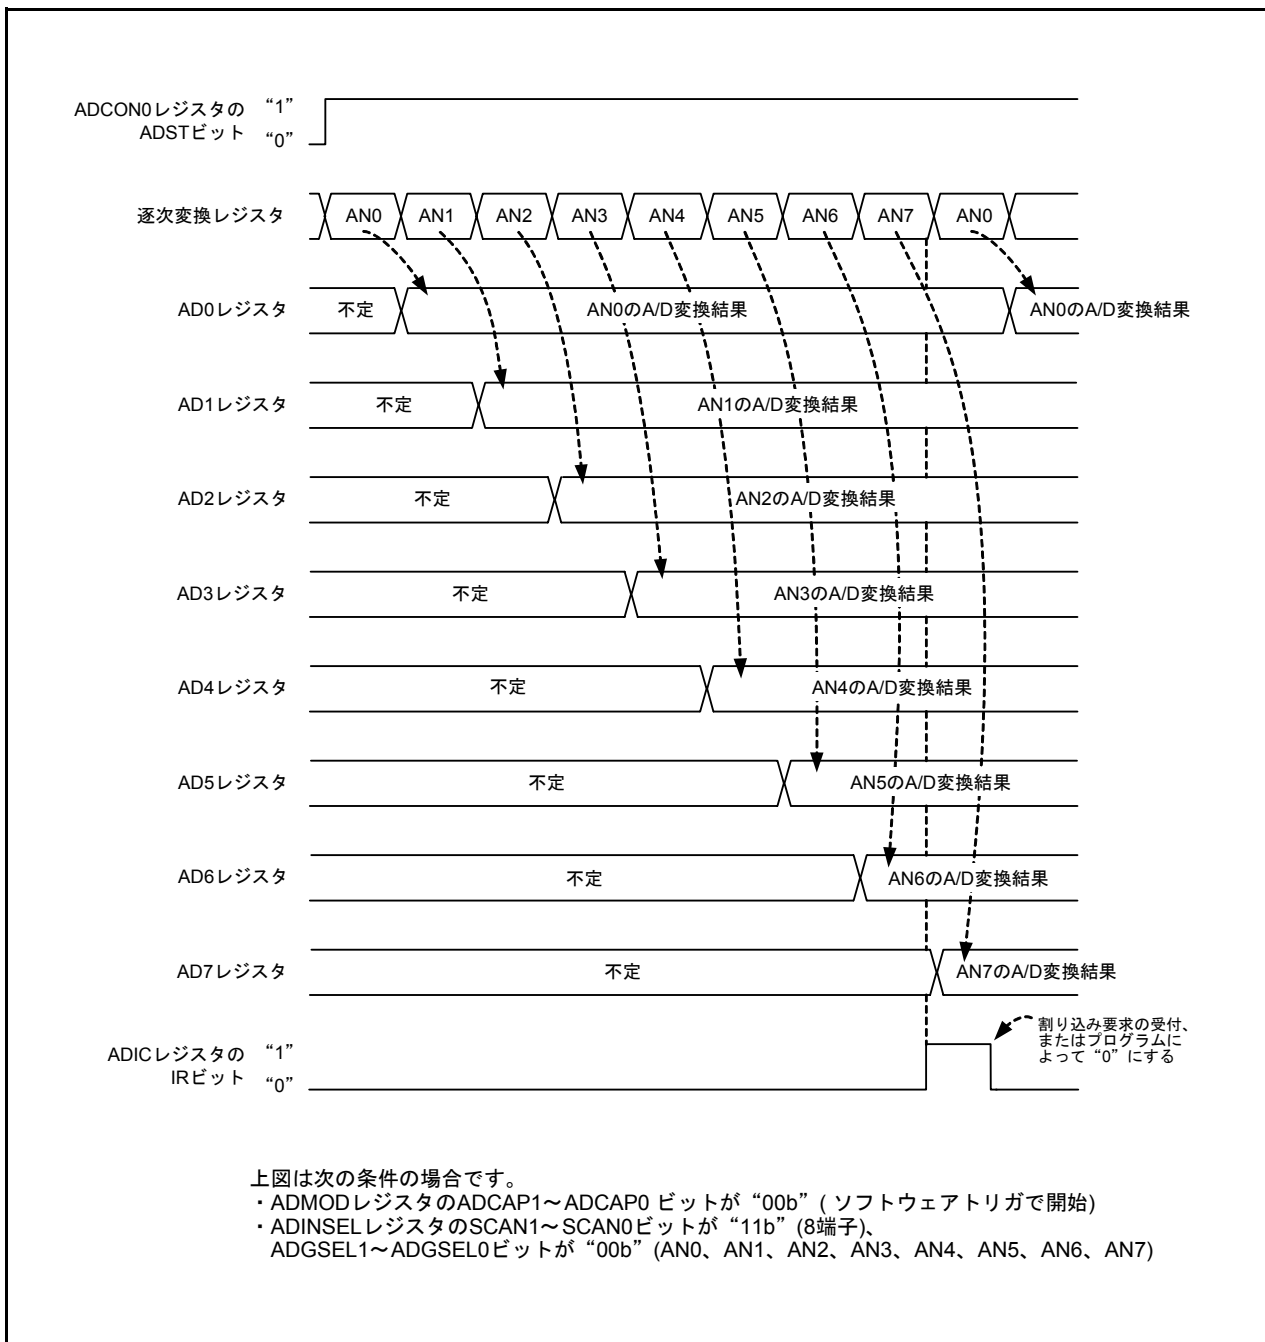 ADCON0レジスタの “1”
ADSTビット “0”
逐次変換レジスタ AN0 AN1 AN2 AN3 AN4 AN5 AN6 AN7 AN0
AD0レジスタ 不定 AN0のA/D変換結果 AN0のA/D変換結果
AD1レジスタ 不定 AN1のA/D変換結果
AD2レジスタ 不定 AN2のA/D変換結果
AD3レジスタ 不定 AN3のA/D変換結果
AD4レジスタ 不定 AN4のA/D変換結果
AD5レジスタ 不定 AN5のA/D変換結果
AD6レジスタ 不定 AN6のA/D変換結果
AD7レジスタ 不定 AN7のA/D変換結果
ADICレジスタの “1”
IRビット “0”
割り込み要求の受付、
またはプログラムに
よって “0” にする
上図は次の条件の場合です。
・ADMODレジスタのADCAP1～ADCAP0 ビットが “00b” ( ソフトウェアトリガで開始)
・ADINSELレジスタのSCAN1～SCAN0ビットが “11b” (8端子)、
ADGSEL1～ADGSEL0ビットが “00b” (AN0、AN1、AN2、AN3、AN4、AN5、AN6、AN7)